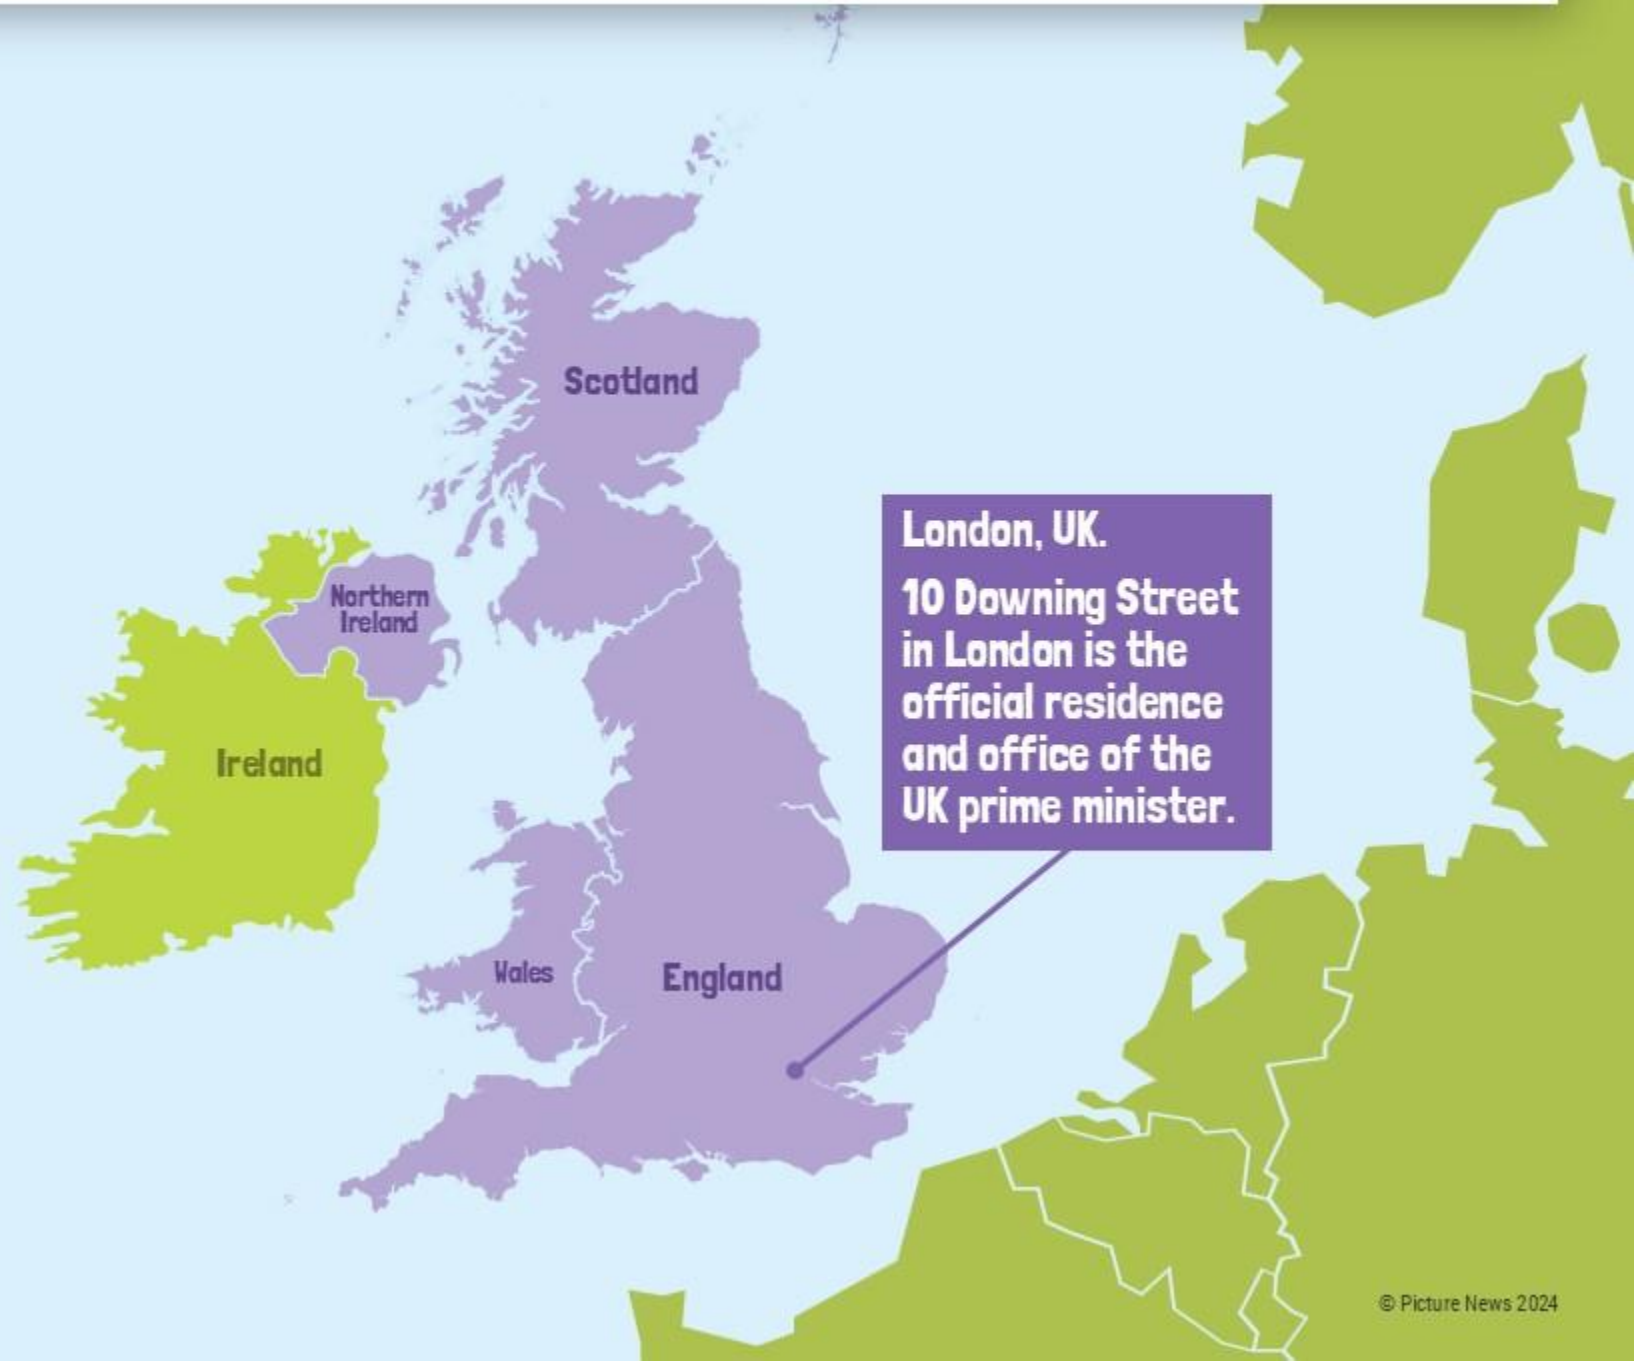 Scotland
London, UK.
10 Downing Street
in London is the
official residence
and office of the
UK prime minister.
Northern
Ireland
Ireland
Wales
England
© Picture News 2024